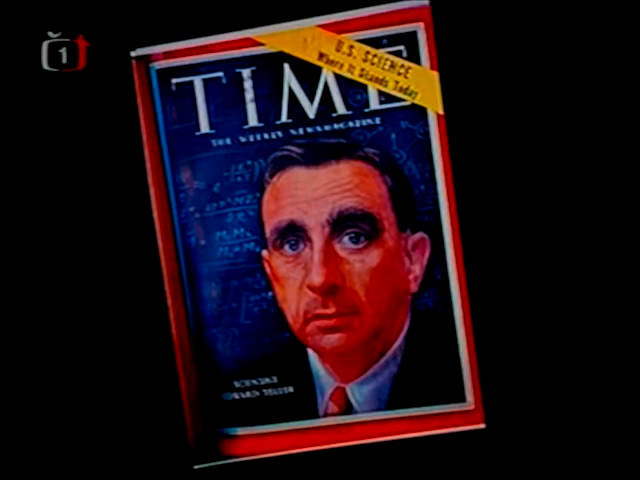 1
U.S. SCIENCE
Where It Stands Today
TIME
THE WEEKLY NEWSMAGAZINE
SCIENTIST
EDWARD TELLER